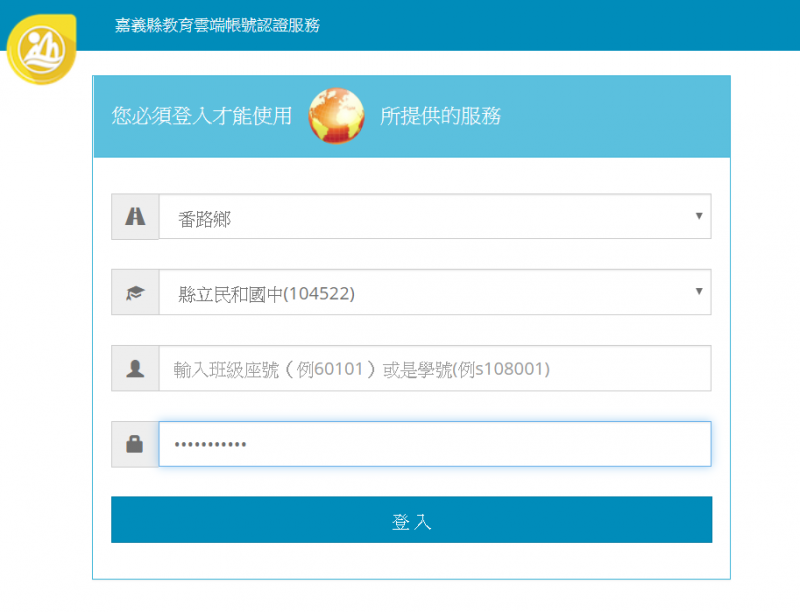 嘉義縣教育雲端帳號認證服務
您必須登入才能使用 所提供的服務
番路鄉
縣立民和國中(104522)
輸入班級座號（例60101）或是學號(例s108001)
•••••••••••
登入